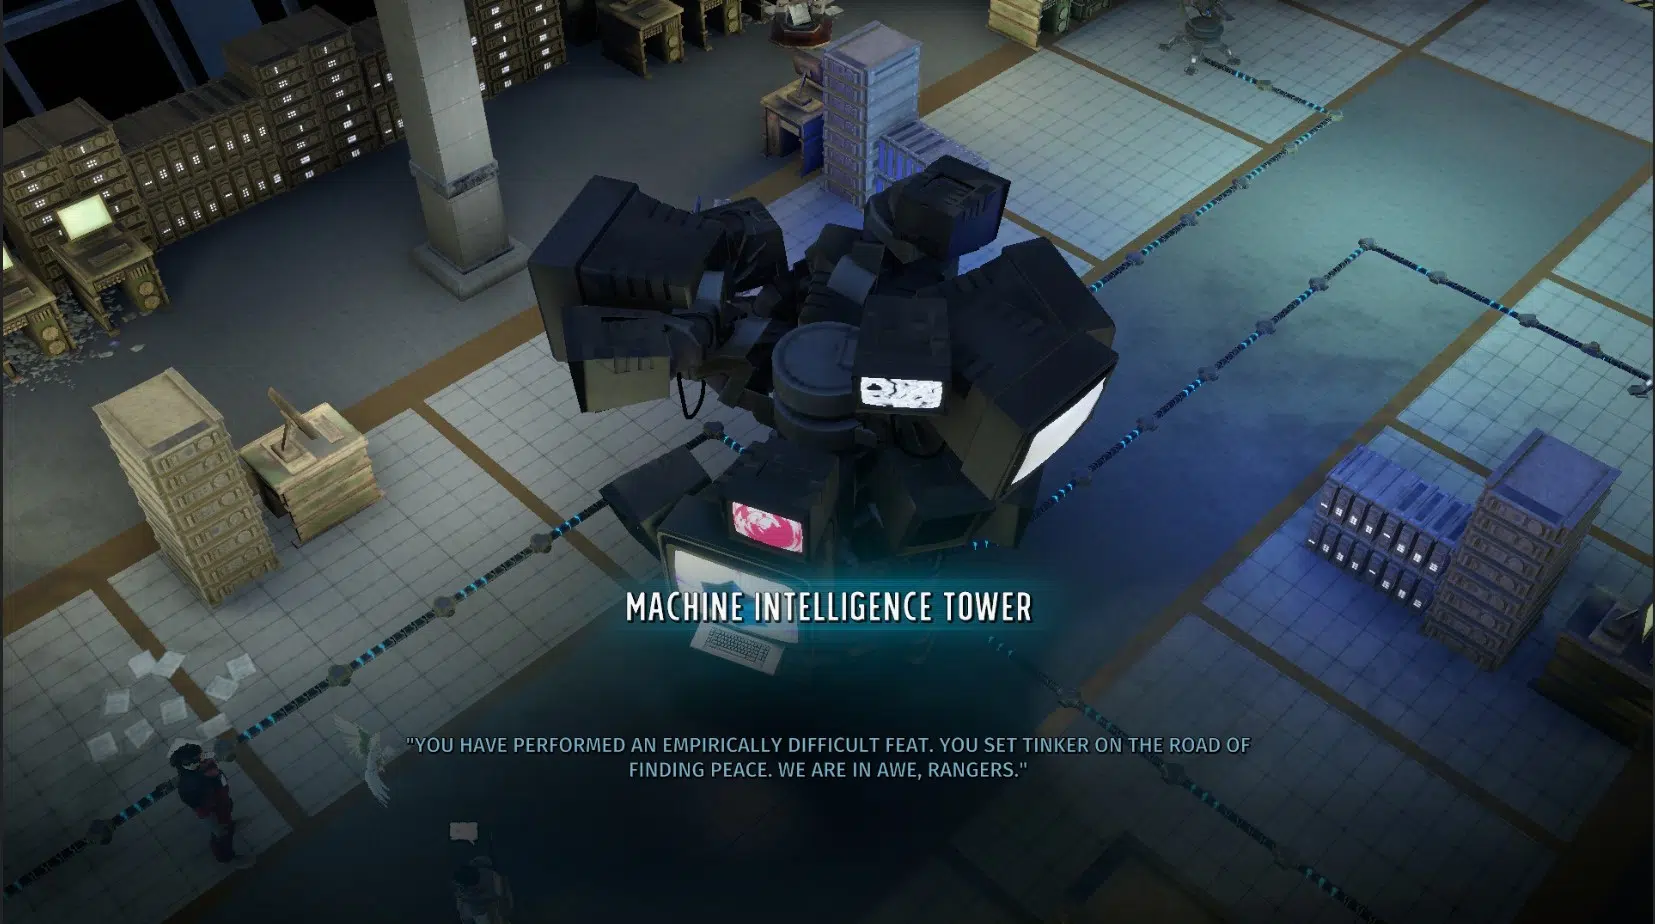 MACHINE INTELLIGENCE TOWER
"YOU HAVE PERFORMED AN EMPIRICALLY DIFFICULT FEAT. YOU SET TINKER ON THE ROAD OF
FINDING PEACE. WE ARE IN AWE, RANGERS."